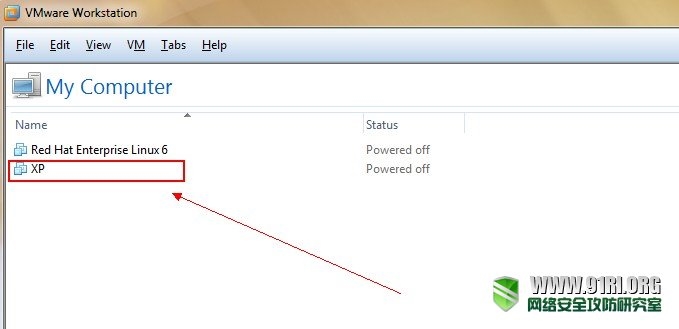 VMware Workstation
File Edit View VM Tabs Help
My Computer
Name Status
Red Hat Enterprise Linux 6 Powered off
XP Powered off
WWW.91RI.ORG
网络安全攻防研究室